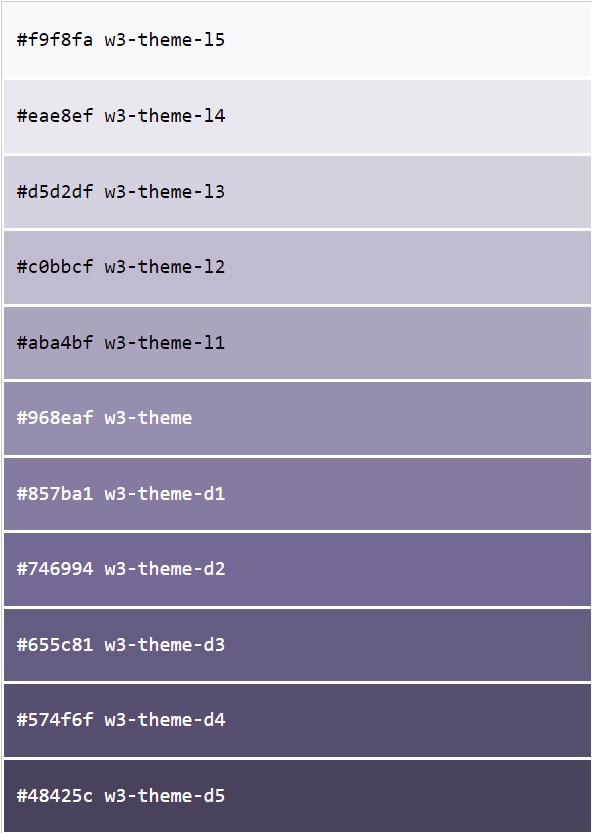 #f9f8fa w3-theme-l5
#eae8ef w3-theme-l4
#d5d2df w3-theme-l3
#c0bbcf w3-theme-l2
#aba4bf w3-theme-l1
#968eaf w3-theme
#857ba1 w3-theme-d1
#746994 w3-theme-d2
#655c81 w3-theme-d3
#574f6f w3-theme-d4
#48425c w3-theme-d5